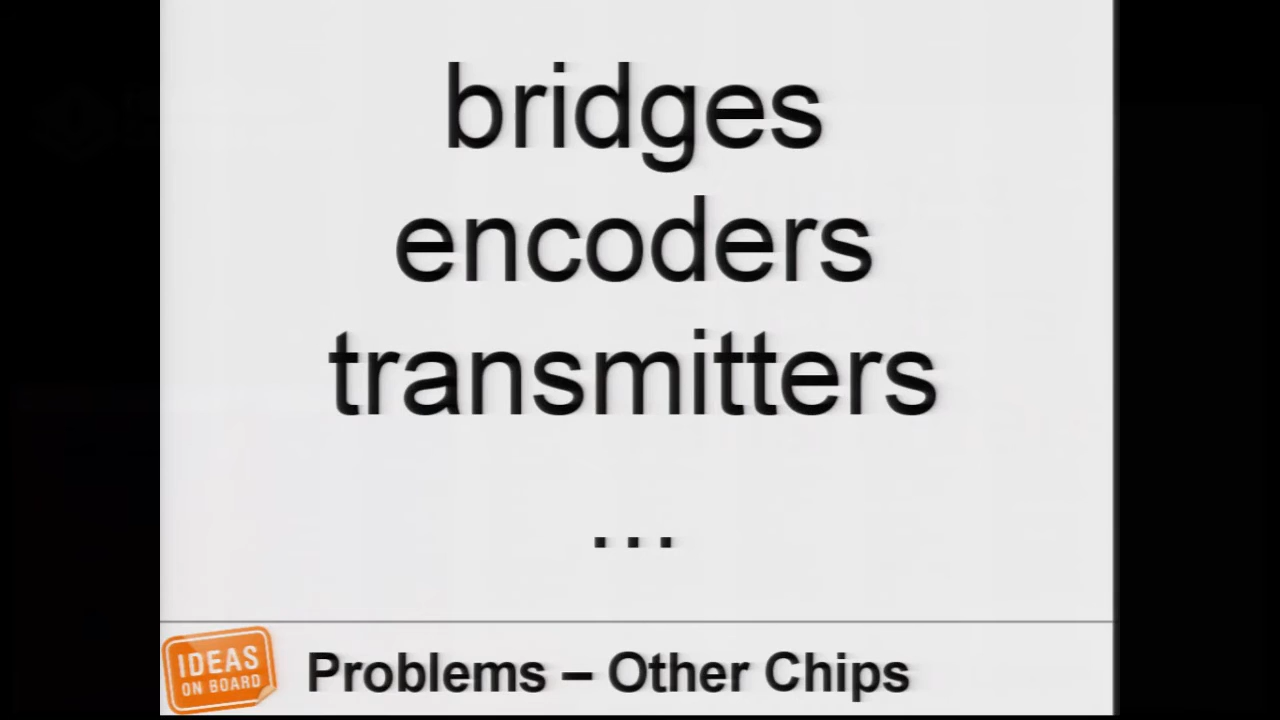 bridges
encoders
transmitters
...
IDEAS
ON BOARD
Problems – Other Chips